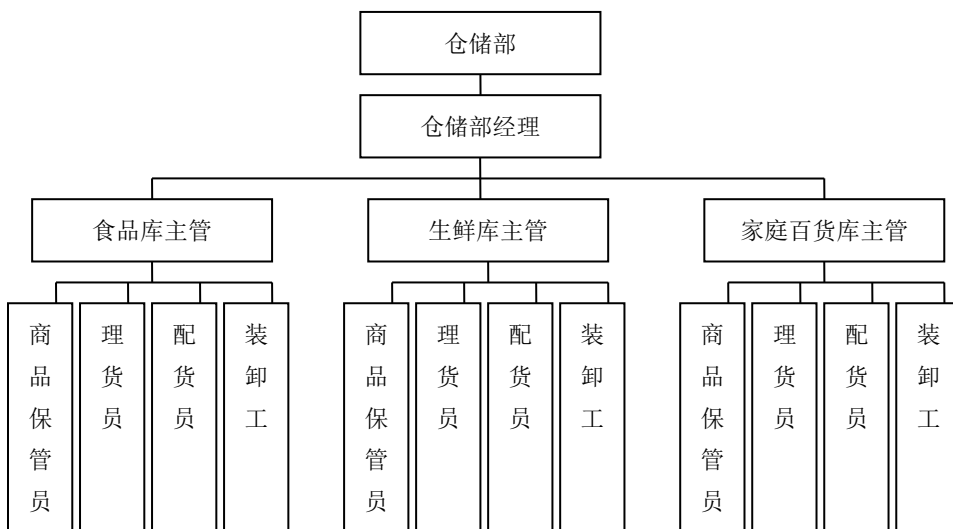 仓储部
仓储部经理
食品库主管
生鲜库主管
家庭百货库主管
商品保管员
理货员
配货员
装卸工
商品保管员
理货员
配货员
装卸工
商品保管员
理货员
配货员
装卸工